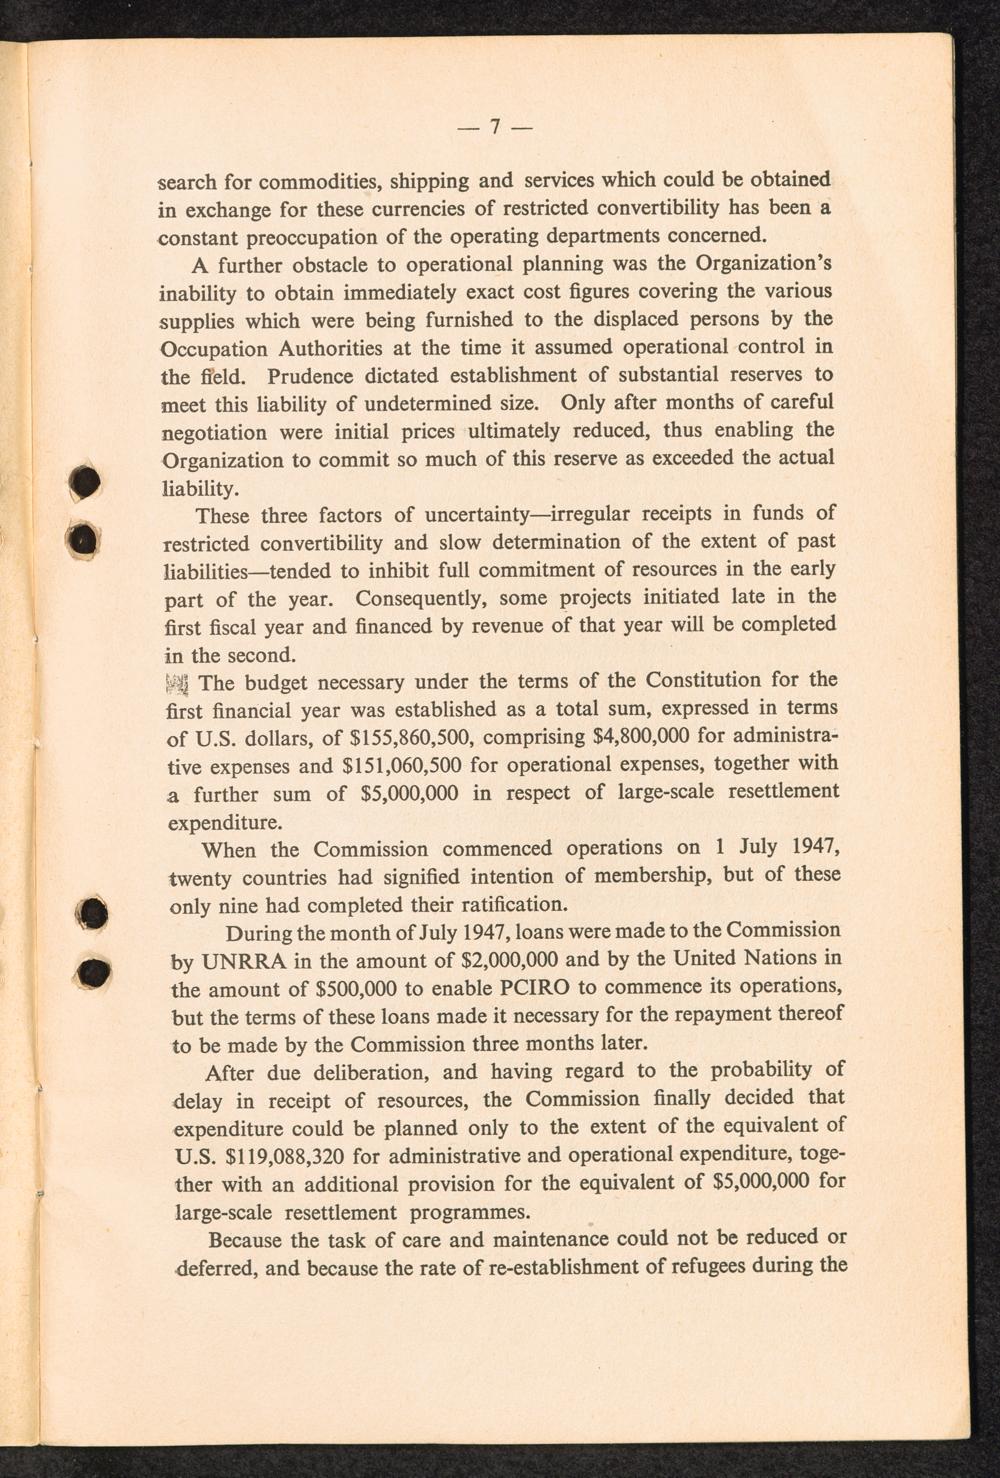 — 7 —
search for commodities, shipping and services which could be obtained
in exchange for these currencies of restricted convertibility has been a
constant preoccupation of the operating departments concerned.
A further obstacle to operational planning was the Organization's
inability to obtain immediately exact cost figures covering the various
supplies which were being furnished to the displaced persons by the
Occupation Authorities at the time it assumed operational control in
the field. Prudence dictated establishment of substantial reserves to
meet this liability of undetermined size. Only after months of careful
negotiation were initial prices ultimately reduced, thus enabling the
Organization to commit so much of this reserve as exceeded the actual
liability.
These three factors of uncertainty—irregular receipts in funds of
restricted convertibility and slow determination of the extent of past
liabilities—tended to inhibit full commitment of resources in the early
part of the year. Consequently, some projects initiated late in the
first fiscal year and financed by revenue of that year will be completed
in the second.
The budget necessary under the terms of the Constitution for the
first financial year was established as a total sum, expressed in terms
of U.S. dollars, of $155,860,500, comprising $4,800,000 for administra-
tive expenses and $151,060,500 for operational expenses, together with
a further sum of $5,000,000 in respect of large-scale resettlement
expenditure.
When the Commission commenced operations on 1 July 1947,
twenty countries had signified intention of membership, but of these
only nine had completed their ratification.
During the month of July 1947, loans were made to the Commission
by UNRRA in the amount of $2,000,000 and by the United Nations in
the amount of $500,000 to enable PCIRO to commence its operations,
but the terms of these loans made it necessary for the repayment thereof
to be made by the Commission three months later.
After due deliberation, and having regard to the probability of
delay in receipt of resources, the Commission finally decided that
expenditure could be planned only to the extent of the equivalent of
U.S. $119,088,320 for administrative and operational expenditure, toge-
ther with an additional provision for the equivalent of $5,000,000 for
large-scale resettlement programmes.
Because the task of care and maintenance could not be reduced or
deferred, and because the rate of re-establishment of refugees during the